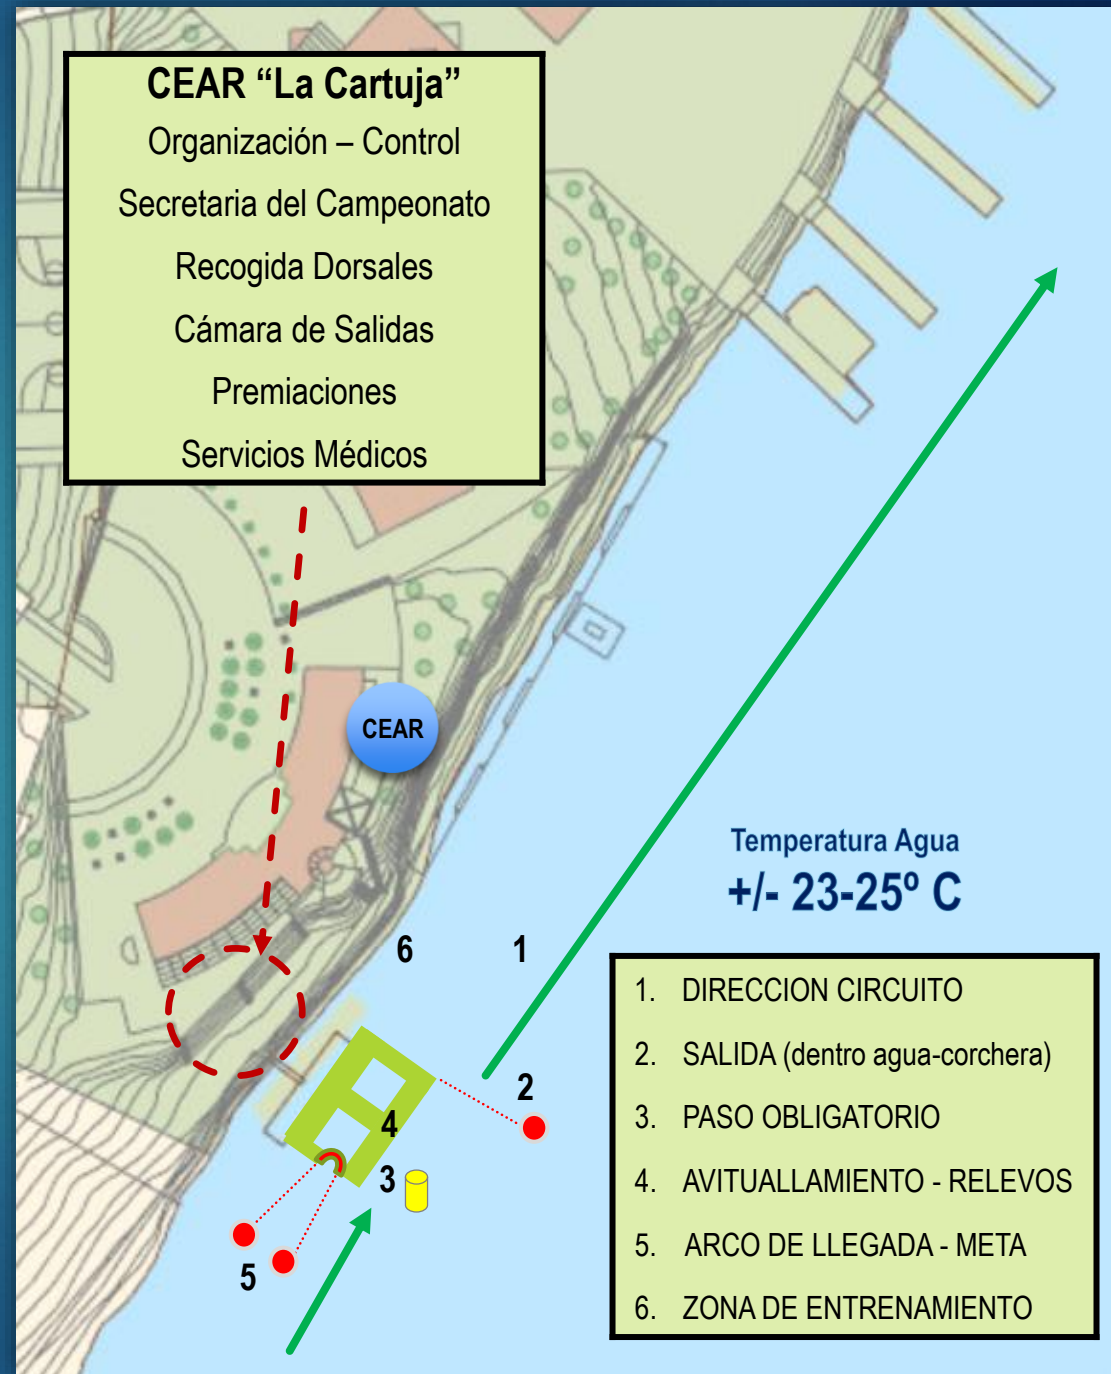 CEAR “La Cartuja”
Organización – Control
Secretaria del Campeonato
Recogida Dorsales
Cámara de Salidas
Premiaciones
Servicios Médicos
CEAR
Temperatura Agua
+/- 23-25º C
6
1
2
4
3
5
1. DIRECCION CIRCUITO
2. SALIDA (dentro agua-corchera)
3. PASO OBLIGATORIO
4. AVITUALLAMIENTO - RELEVOS
5. ARCO DE LLEGADA - META
6. ZONA DE ENTRENAMIENTO